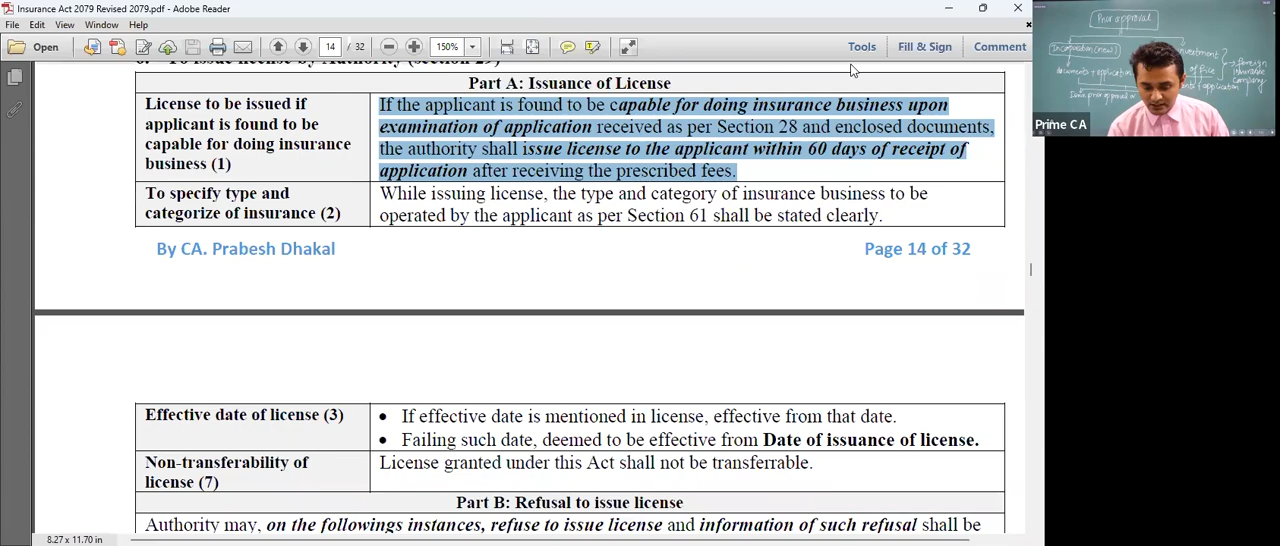 Insurance Act 2079 Revised 2079.pdf - Adobe Reader
File Edit View Window Help
Open 14 / 32 150% Tools Fill & Sign Comment
Part A: Issuance of License
License to be issued if
applicant is found to be
capable for doing insurance
business (1)
If the applicant is found to be capable for doing insurance business upon
examination of application received as per Section 28 and enclosed documents,
the authority shall issue license to the applicant within 60 days of receipt of
application after receiving the prescribed fees.
To specify type and
categorize of insurance (2)
While issuing license, the type and category of insurance business to be
operated by the applicant as per Section 61 shall be stated clearly.
By CA. Prabesh Dhakal Page 14 of 32
Effective date of license (3)
• If effective date is mentioned in license, effective from that date.
• Failing such date, deemed to be effective from Date of issuance of license.
Non-transferability of
license (7)
License granted under this Act shall not be transferrable.
Part B: Refusal to issue license
Authority may, on the followings instances, refuse to issue license and information of such refusal shall be
8.27 x 11.70 in
Prior approval
documents + application
of Fice
foreign
insurance
company
Prime CA